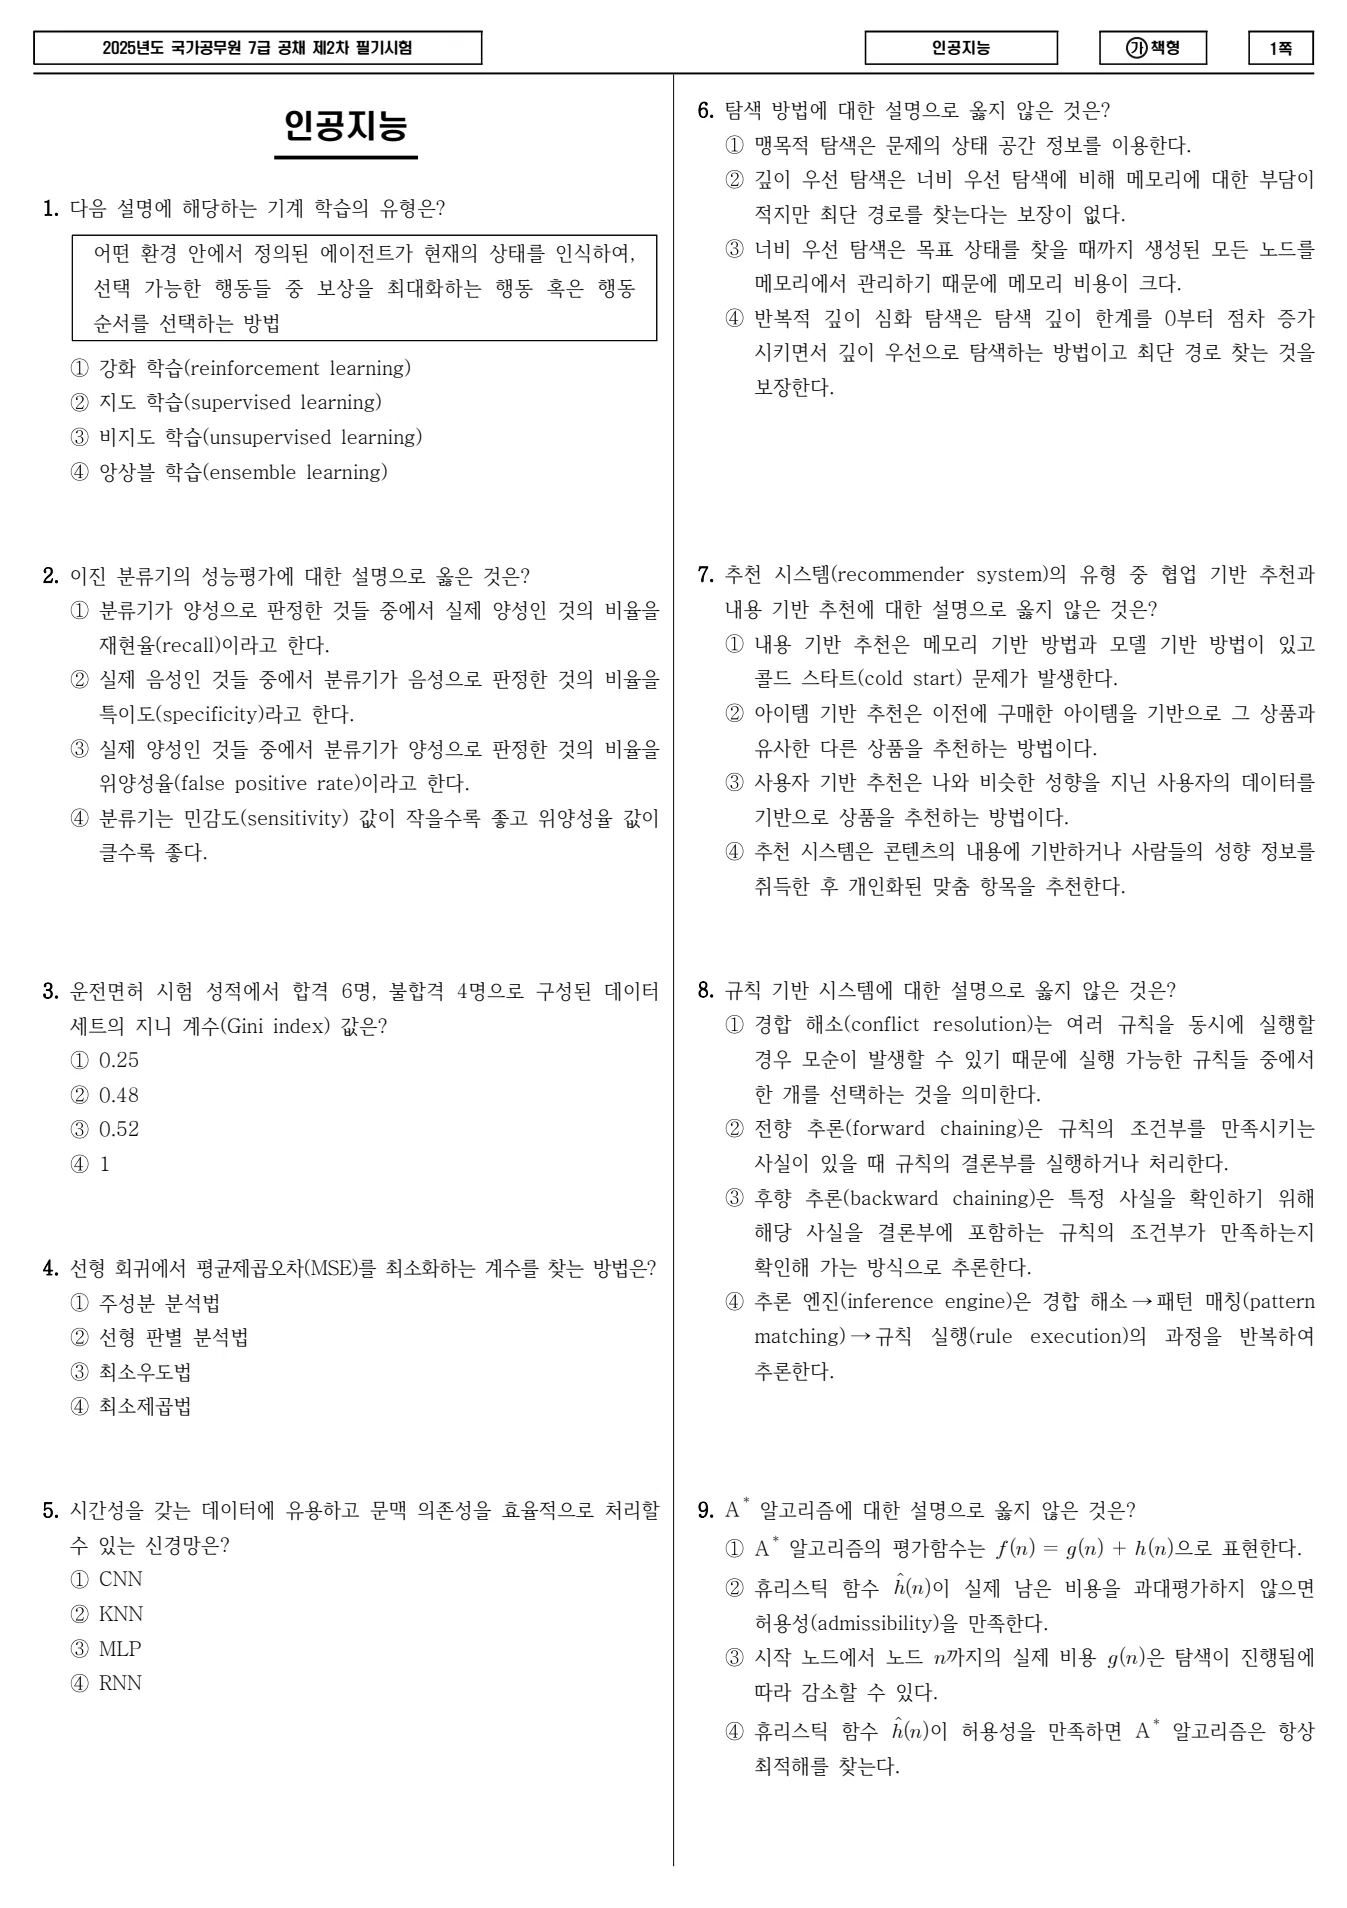 2025년도 국가공무원 7급 공채 제2차 필기시험
인공지능
㉮책형
1쪽
인공지능
1. 다음 설명에 해당하는 기계 학습의 유형은?
어떤 환경 안에서 정의된 에이전트가 현재의 상태를 인식하여,
선택 가능한 행동들 중 보상을 최대화하는 행동 혹은 행동
순서를 선택하는 방법
① 강화 학습(reinforcement learning)
② 지도 학습(supervised learning)
③ 비지도 학습(unsupervised learning)
④ 앙상블 학습(ensemble learning)
2. 이진 분류기의 성능평가에 대한 설명으로 옳은 것은?
① 분류기가 양성으로 판정한 것들 중에서 실제 양성인 것의 비율을
재현율(recall)이라고 한다.
② 실제 음성인 것들 중에서 분류기가 음성으로 판정한 것의 비율을
특이도(specificity)라고 한다.
③ 실제 양성인 것들 중에서 분류기가 양성으로 판정한 것의 비율을
위양성율(false positive rate)이라고 한다.
④ 분류기는 민감도(sensitivity) 값이 작을수록 좋고 위양성율 값이
클수록 좋다.
3. 운전면허 시험 성적에서 합격 6명, 불합격 4명으로 구성된 데이터
세트의 지니 계수(Gini index) 값은?
① 0.25
② 0.48
③ 0.52
④ 1
4. 선형 회귀에서 평균제곱오차(MSE)를 최소화하는 계수를 찾는 방법은?
① 주성분 분석법
② 선형 판별 분석법
③ 최소우도법
④ 최소제곱법
5. 시간성을 갖는 데이터에 유용하고 문맥 의존성을 효율적으로 처리할
수 있는 신경망은?
① CNN
② KNN
③ MLP
④ RNN
6. 탐색 방법에 대한 설명으로 옳지 않은 것은?
① 맹목적 탐색은 문제의 상태 공간 정보를 이용한다.
② 깊이 우선 탐색은 너비 우선 탐색에 비해 메모리에 대한 부담이
적지만 최단 경로를 찾는다는 보장이 없다.
③ 너비 우선 탐색은 목표 상태를 찾을 때까지 생성된 모든 노드를
메모리에서 관리하기 때문에 메모리 비용이 크다.
④ 반복적 깊이 심화 탐색은 탐색 깊이 한계를 0부터 점차 증가
시키면서 깊이 우선으로 탐색하는 방법이고 최단 경로 찾는 것을
보장한다.
7. 추천 시스템(recommender system)의 유형 중 협업 기반 추천과
내용 기반 추천에 대한 설명으로 옳지 않은 것은?
① 내용 기반 추천은 메모리 기반 방법과 모델 기반 방법이 있고
콜드 스타트(cold start) 문제가 발생한다.
② 아이템 기반 추천은 이전에 구매한 아이템을 기반으로 그 상품과
유사한 다른 상품을 추천하는 방법이다.
③ 사용자 기반 추천은 나와 비슷한 성향을 지닌 사용자의 데이터를
기반으로 상품을 추천하는 방법이다.
④ 추천 시스템은 콘텐츠의 내용에 기반하거나 사람들의 성향 정보를
취득한 후 개인화된 맞춤 항목을 추천한다.
8. 규칙 기반 시스템에 대한 설명으로 옳지 않은 것은?
① 경합 해소(conflict resolution)는 여러 규칙을 동시에 실행할
경우 모순이 발생할 수 있기 때문에 실행 가능한 규칙들 중에서
한 개를 선택하는 것을 의미한다.
② 전향 추론(forward chaining)은 규칙의 조건부를 만족시키는
사실이 있을 때 규칙의 결론부를 실행하거나 처리한다.
③ 후향 추론(backward chaining)은 특정 사실을 확인하기 위해
해당 사실을 결론부에 포함하는 규칙의 조건부가 만족하는지
확인해 가는 방식으로 추론한다.
④ 추론 엔진(inference engine)은 경합 해소 → 패턴 매칭(pattern
matching) → 규칙 실행(rule execution)의 과정을 반복하여
추론한다.
9. A* 알고리즘에 대한 설명으로 옳지 않은 것은?
① A* 알고리즘의 평가함수는 f(n) = g(n) + h(n)으로 표현한다.
② 휴리스틱 함수 ĥ(n)이 실제 남은 비용을 과대평가하지 않으면
허용성(admissibility)을 만족한다.
③ 시작 노드에서 노드 n까지의 실제 비용 g(n)은 탐색이 진행됨에
따라 감소할 수 있다.
④ 휴리스틱 함수 ĥ(n)이 허용성을 만족하면 A* 알고리즘은 항상
최적해를 찾는다.